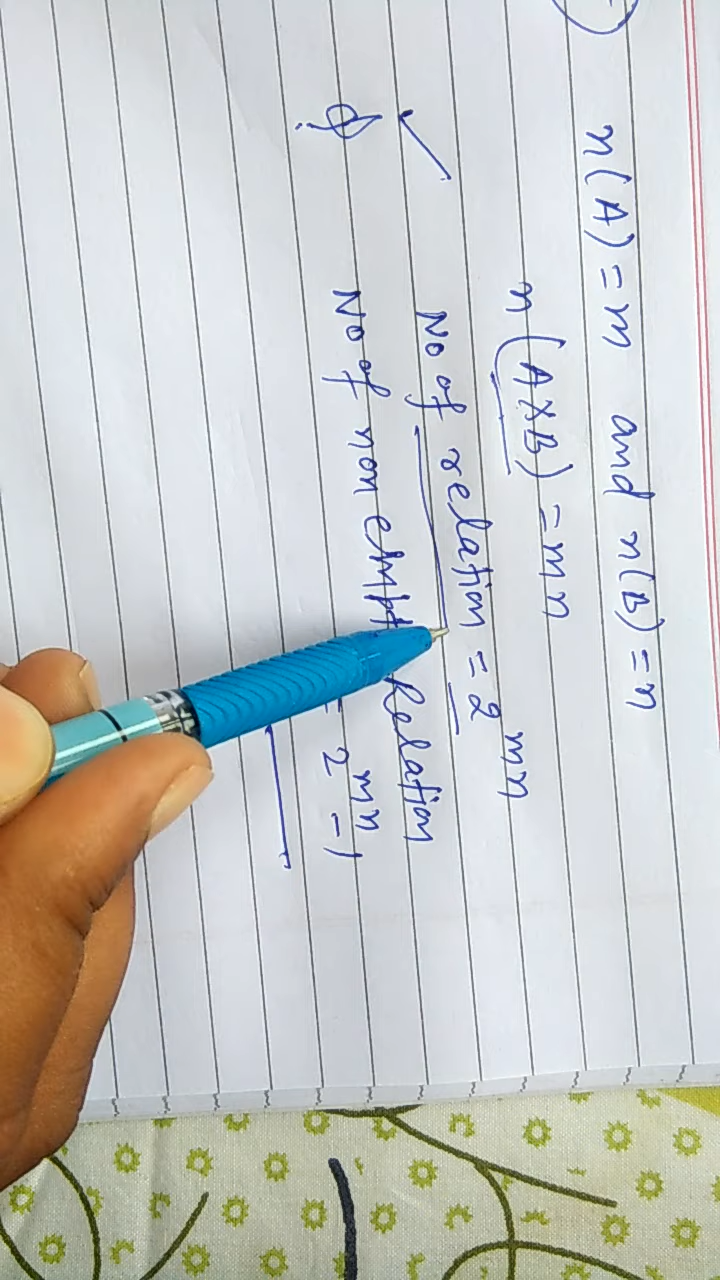 n(A) = m and n(B) = n
n(A×B) = mn
No of relation = 2^mn
No of non empty Relation
ϕ = 2^mn - 1